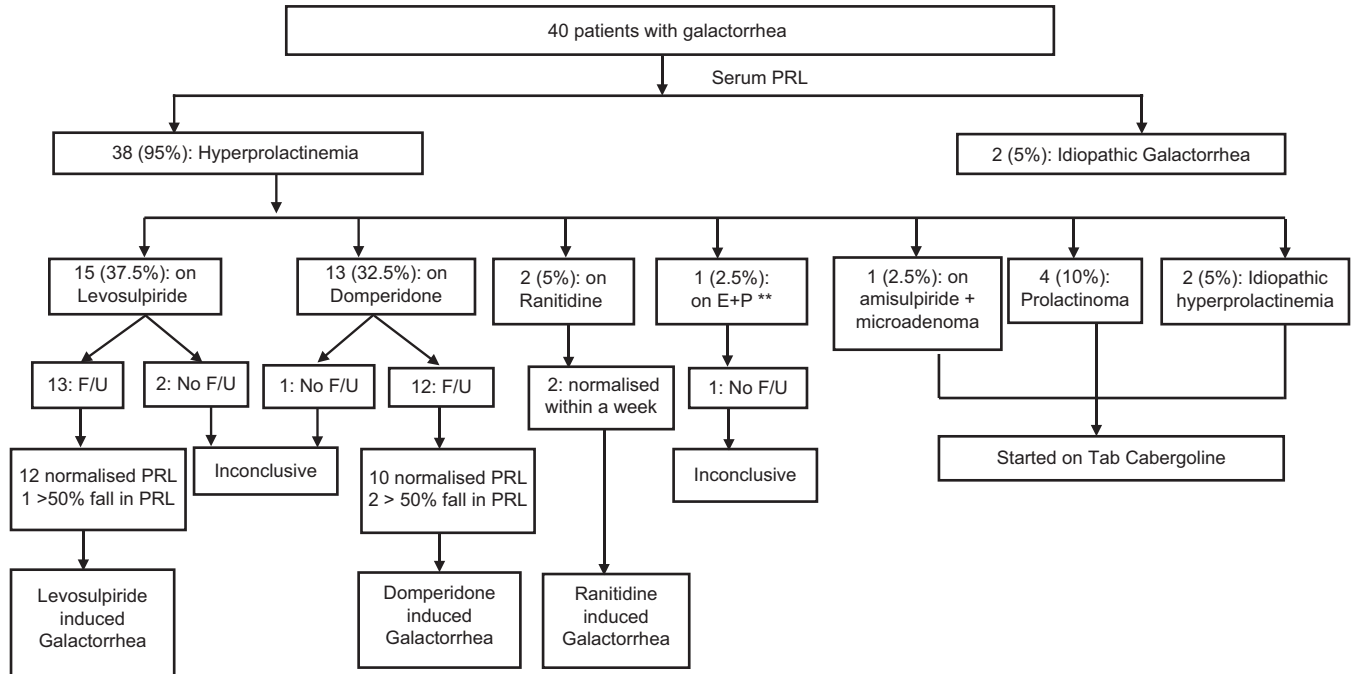 40 patients with galactorrhea
Serum PRL
38 (95%): Hyperprolactinemia
2 (5%): Idiopathic Galactorrhea
15 (37.5%): on
Levosulpiride
13 (32.5%): on
Domperidone
2 (5%): on
Ranitidine
1 (2.5%):
on E+P **
1 (2.5%): on
amisulpiride +
microadenoma
4 (10%):
Prolactinoma
2 (5%): Idiopathic
hyperprolactinemia
13: F/U
2: No F/U
1: No F/U
12: F/U
2: normalised
within a week
1: No F/U
12 normalised PRL
1 >50% fall in PRL
Inconclusive
10 normalised PRL
2 > 50% fall in PRL
Inconclusive
Started on Tab Cabergoline
Levosulpiride
induced
Galactorrhea
Domperidone
induced
Galactorrhea
Ranitidine
induced
Galactorrhea